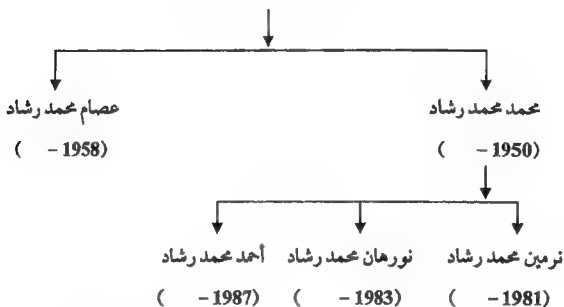 محمد محمد رشاد عصام محمد رشاد
(1950 - ) (1958 - )
نرمين محمد رشاد نورهان محمد رشاد أحمد محمد رشاد
(1981 - ) (1983 - ) (1987 - )